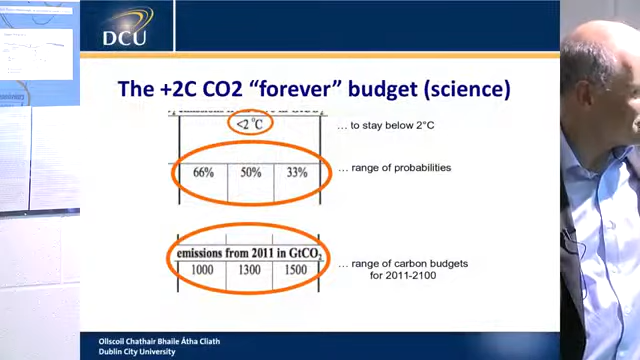 DCU
The +2C CO2 “forever” budget (science)
<2 °C
… to stay below 2°C
66% 50% 33%
… range of probabilities
emissions from 2011 in GtCO2
1000 1300 1500
… range of carbon budgets
for 2011-2100
Ollscoil Chathair Bhaile Átha Cliath
Dublin City University